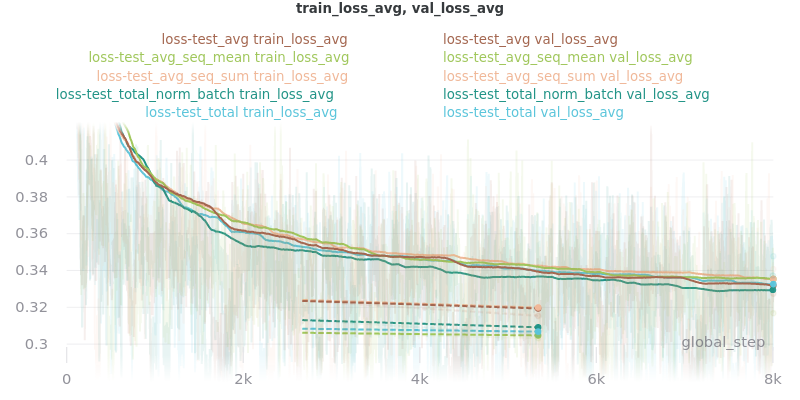 train_loss_avg, val_loss_avg
loss-test_avg train_loss_avg
loss-test_avg val_loss_avg
loss-test_avg_seq_mean train_loss_avg
loss-test_avg_seq_mean val_loss_avg
loss-test_avg_seq_sum train_loss_avg
loss-test_avg_seq_sum val_loss_avg
loss-test_total_norm_batch train_loss_avg
loss-test_total_norm_batch val_loss_avg
loss-test_total train_loss_avg
loss-test_total val_loss_avg
0.4
0.38
0.36
0.34
0.32
0.3
global_step
0 2k 4k 6k 8k